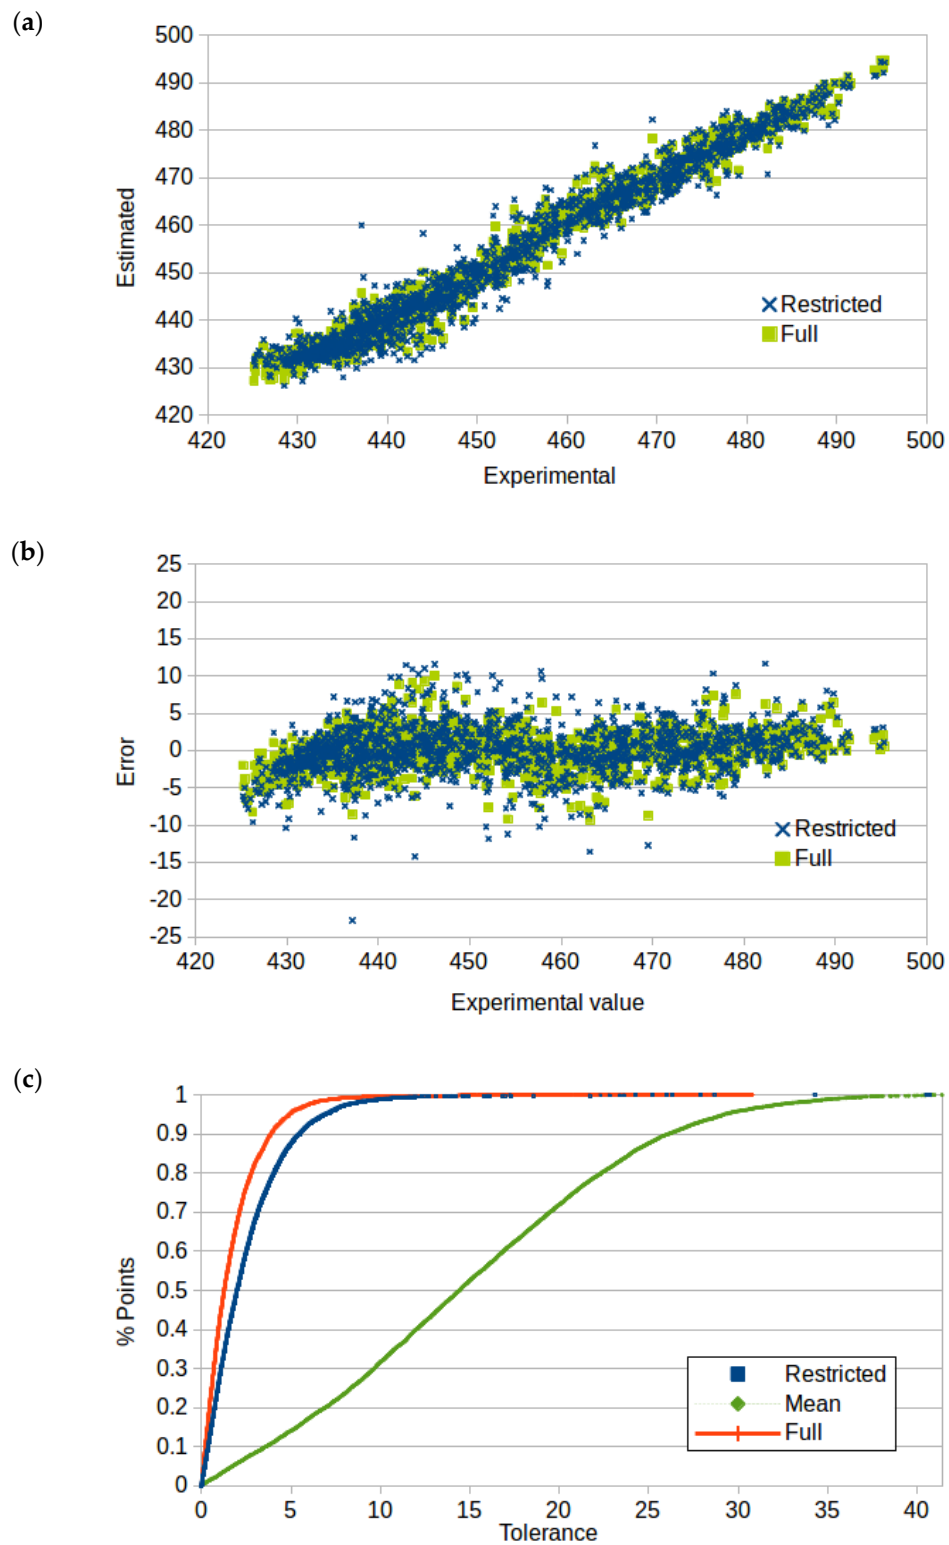 (a)
500
490
480
470
460
450
440
430
420
Estimated
Restricted
Full
420 430 440 450 460 470 480 490 500
Experimental
(b)
25
20
15
10
5
0
-5
-10
-15
-20
-25
Error
Restricted
Full
420 430 440 450 460 470 480 490 500
Experimental value
(c)
1
0.9
0.8
0.7
0.6
0.5
0.4
0.3
0.2
0.1
0
% Points
Restricted
Mean
Full
0 5 10 15 20 25 30 35 40
Tolerance